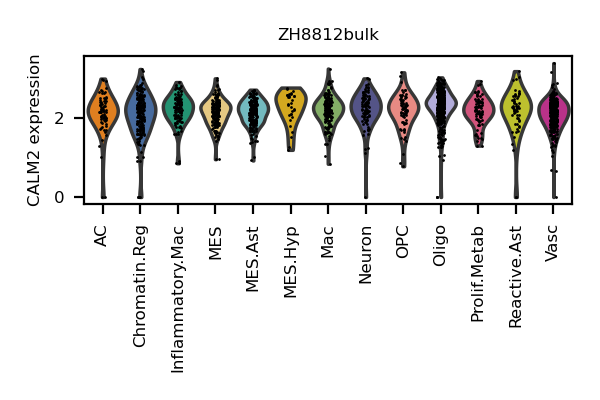 ZH8812bulk
CALM2 expression
2
0
AC
Chromatin.Reg
Inflammatory.Mac
MES
MES.Ast
MES.Hyp
Mac
Neuron
OPC
Oligo
Prolif.Metab
Reactive.Ast
Vasc